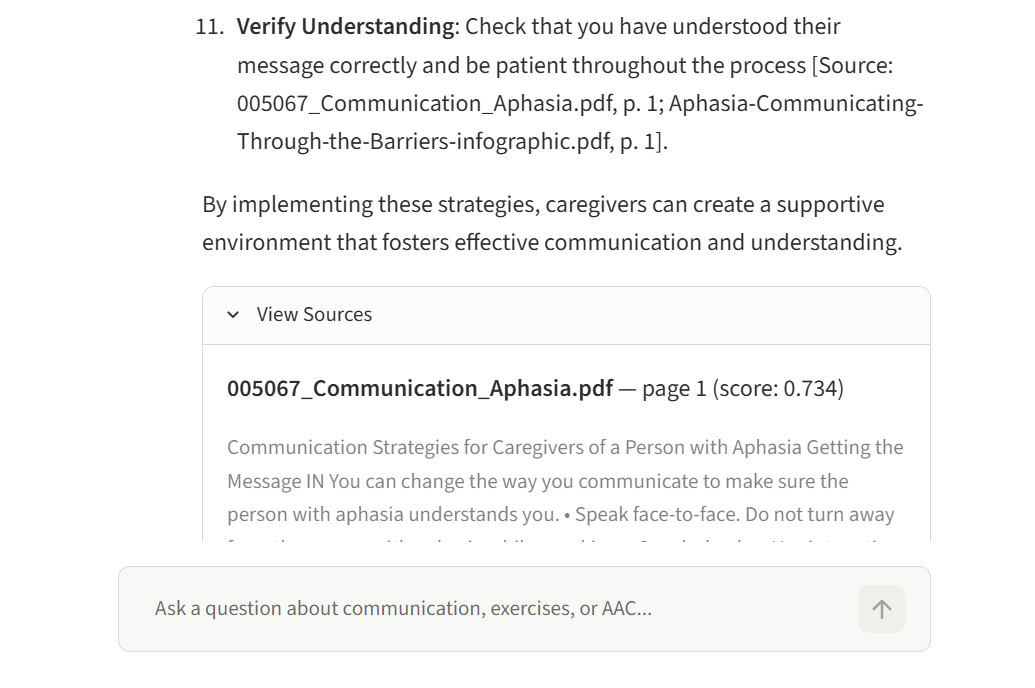 11. Verify Understanding: Check that you have understood their
message correctly and be patient throughout the process [Source:
005067_Communication_Aphasia.pdf, p. 1; Aphasia-Communicating-
Through-the-Barriers-infographic.pdf, p. 1].
By implementing these strategies, caregivers can create a supportive
environment that fosters effective communication and understanding.
View Sources
005067_Communication_Aphasia.pdf — page 1 (score: 0.734)
Communication Strategies for Caregivers of a Person with Aphasia Getting the
Message IN You can change the way you communicate to make sure the
person with aphasia understands you. • Speak face-to-face. Do not turn away
Ask a question about communication, exercises, or AAC...